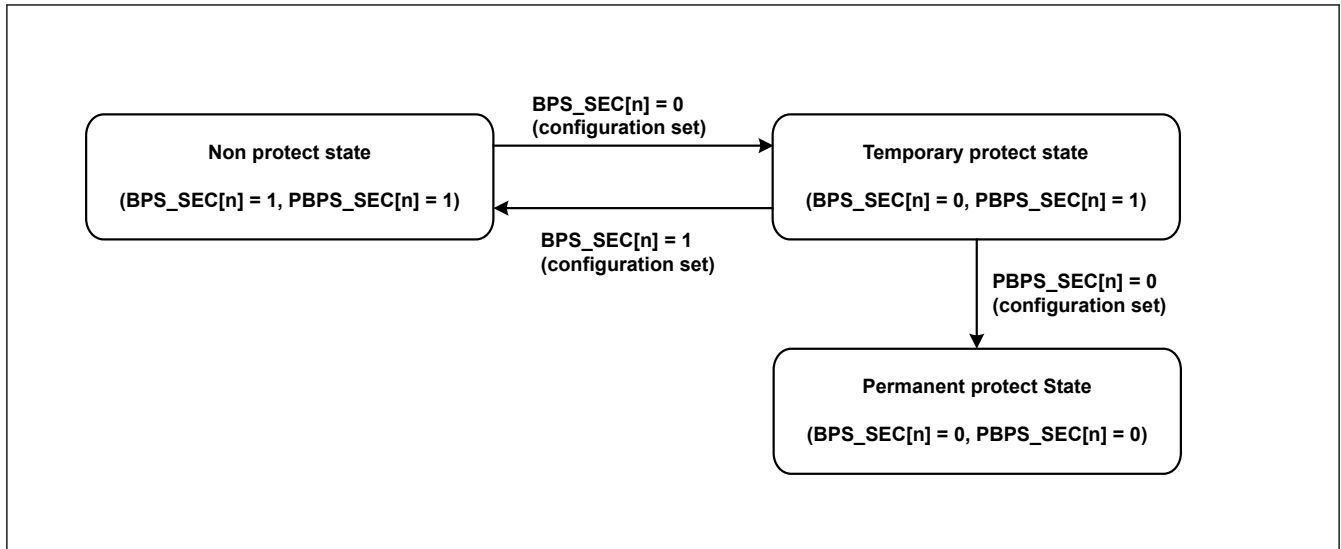 BPS_SEC[n] = 0
(configuration set)
Non protect state
(BPS_SEC[n] = 1, PBPS_SEC[n] = 1)
Temporary protect state
(BPS_SEC[n] = 0, PBPS_SEC[n] = 1)
BPS_SEC[n] = 1
(configuration set)
PBPS_SEC[n] = 0
(configuration set)
Permanent protect State
(BPS_SEC[n] = 0, PBPS_SEC[n] = 0)